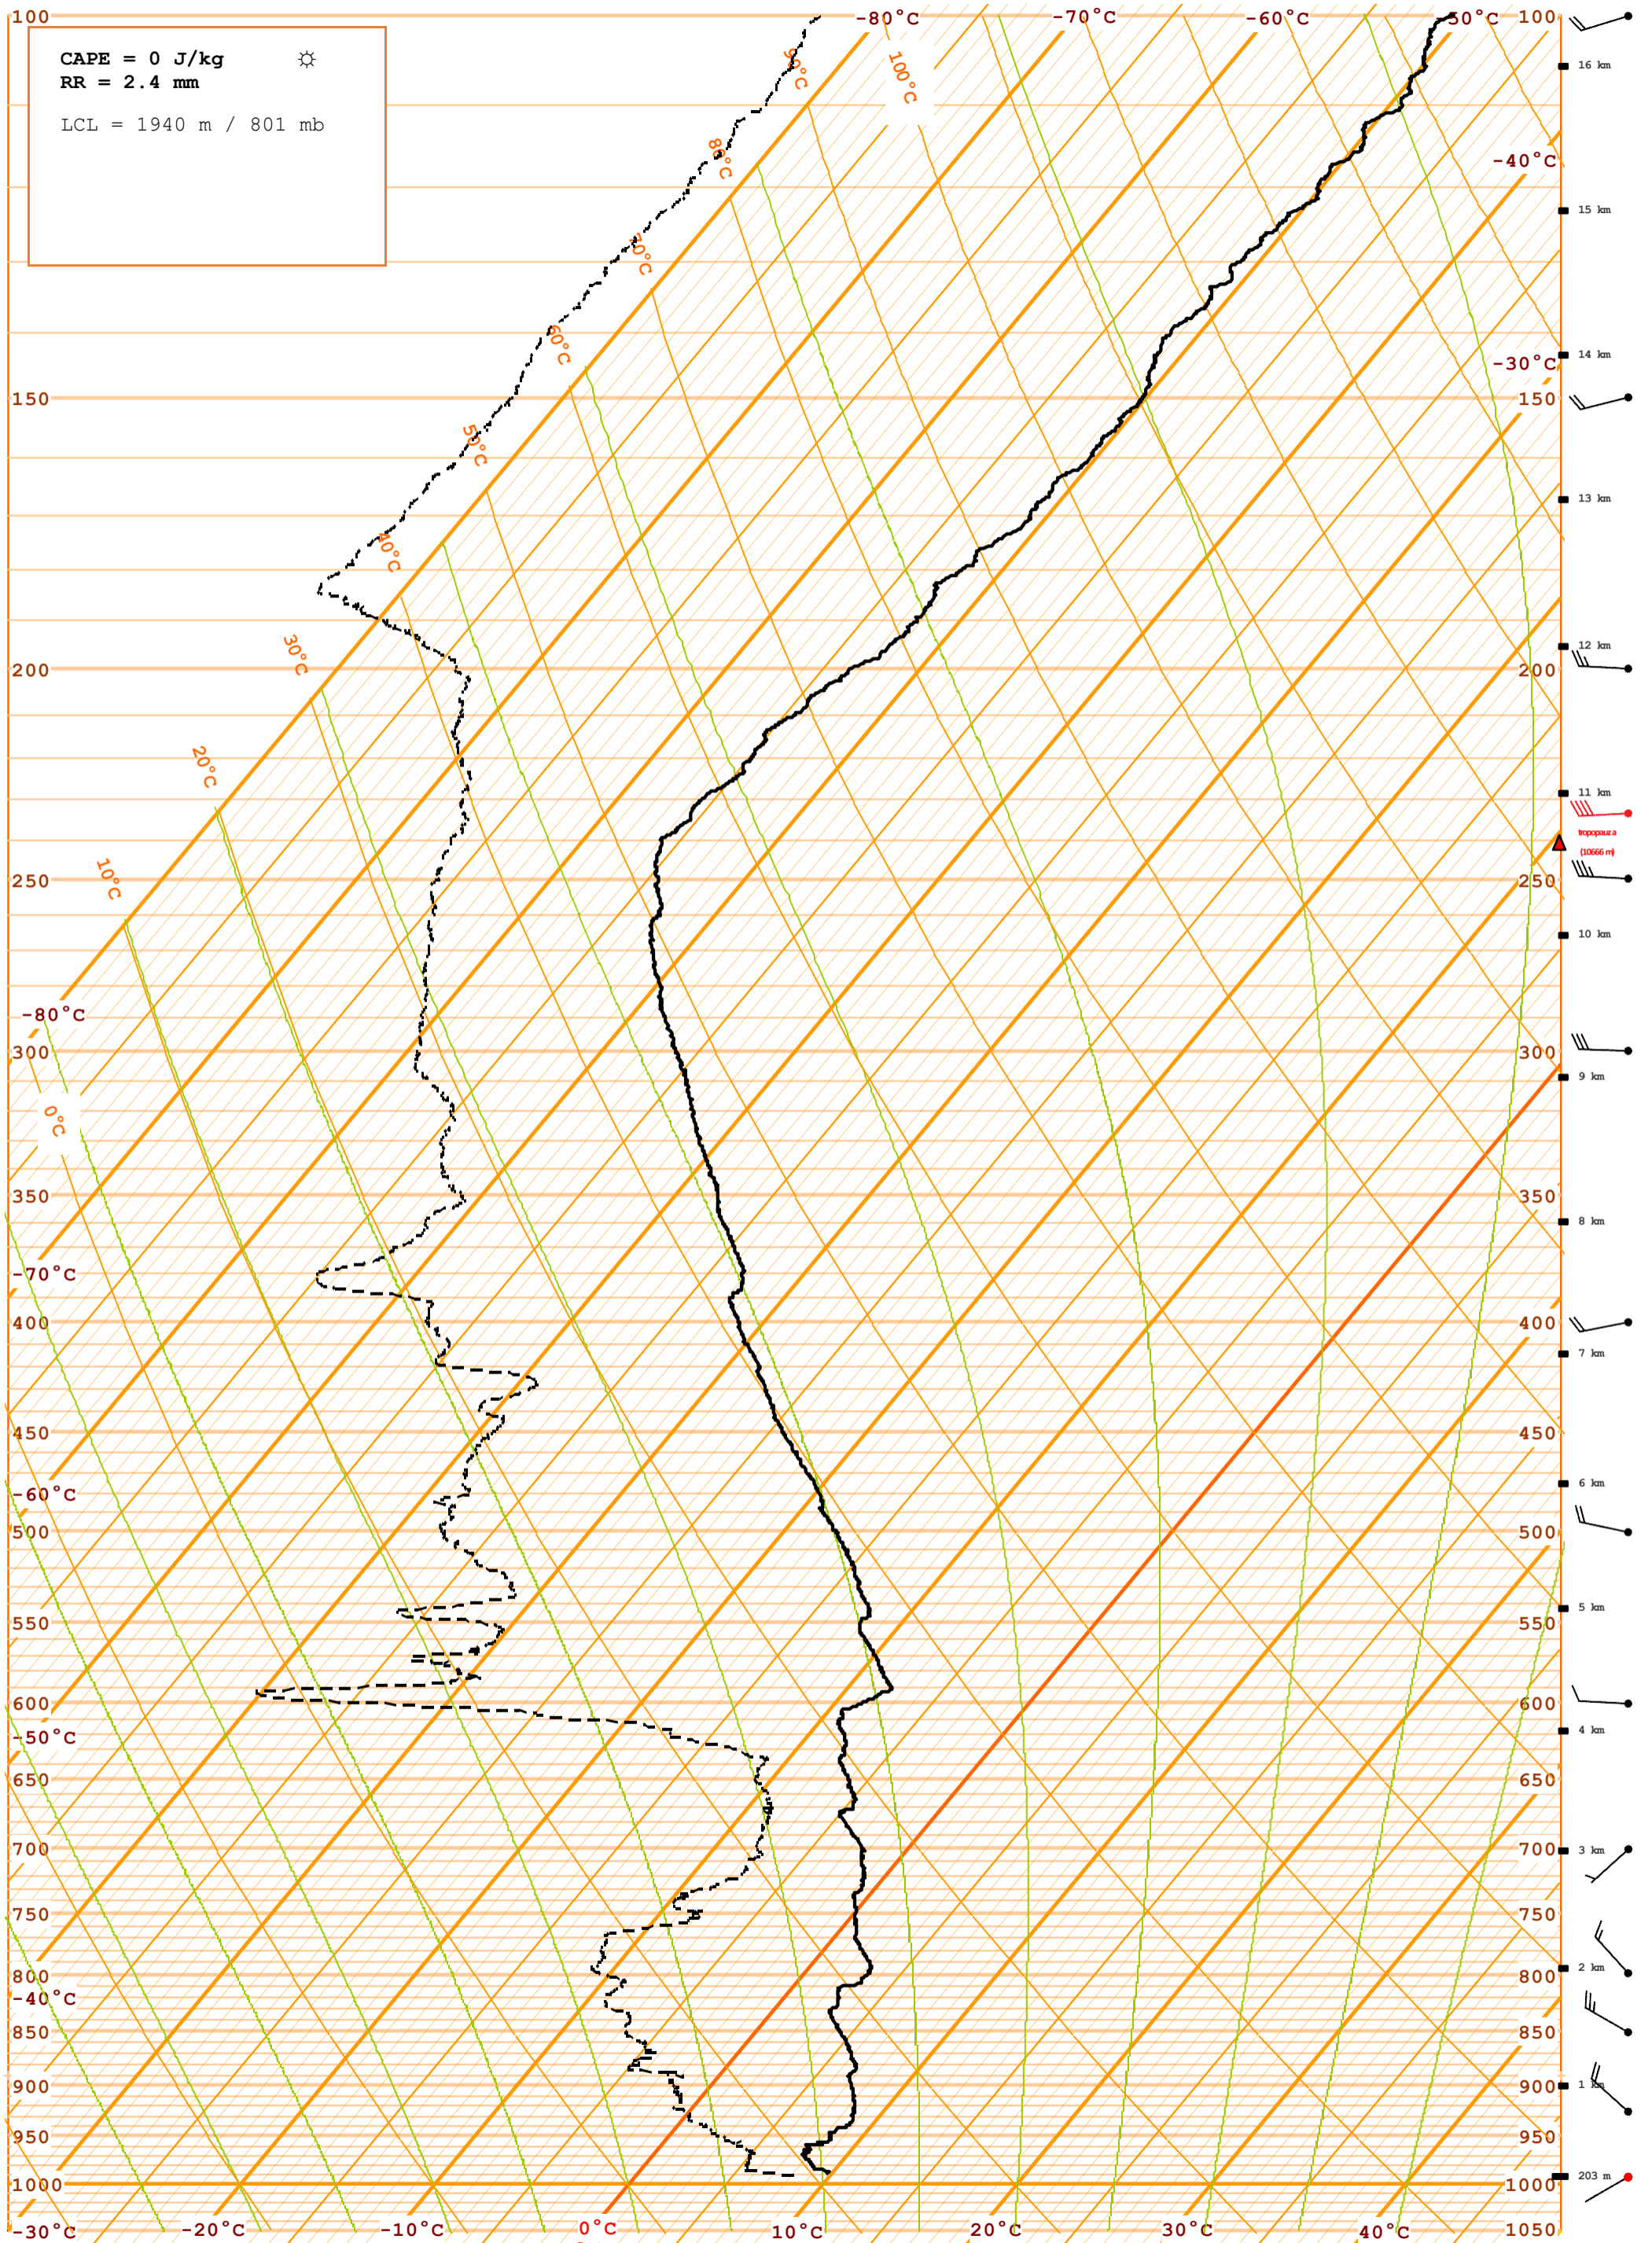 100 -80°C -70°C -60°C -50°C 100
CAPE = 0 J/kg ☼
RR = 2.4 mm
LCL = 1940 m / 801 mb
90°C 100°C
16 km
80°C
-40°C
15 km
70°C
60°C
14 km
-30°C
150 150
50°C
13 km
40°C
30°C
12 km
200 200
20°C
11 km
tropopauza
(10666 m)
10°C
250 250
10 km
-80°C
300 300
9 km
0°C
350 350
8 km
-70°C
400 400
7 km
450 450
6 km
-60°C
500 500
5 km
550 550
600 600
4 km
-50°C
650 650
700 700
3 km
750 750
2 km
800 800
-40°C
850 850
900 900
1 km
950 950
203 m
1000 1000
-30°C -20°C -10°C 0°C 10°C 20°C 30°C 40°C 1050